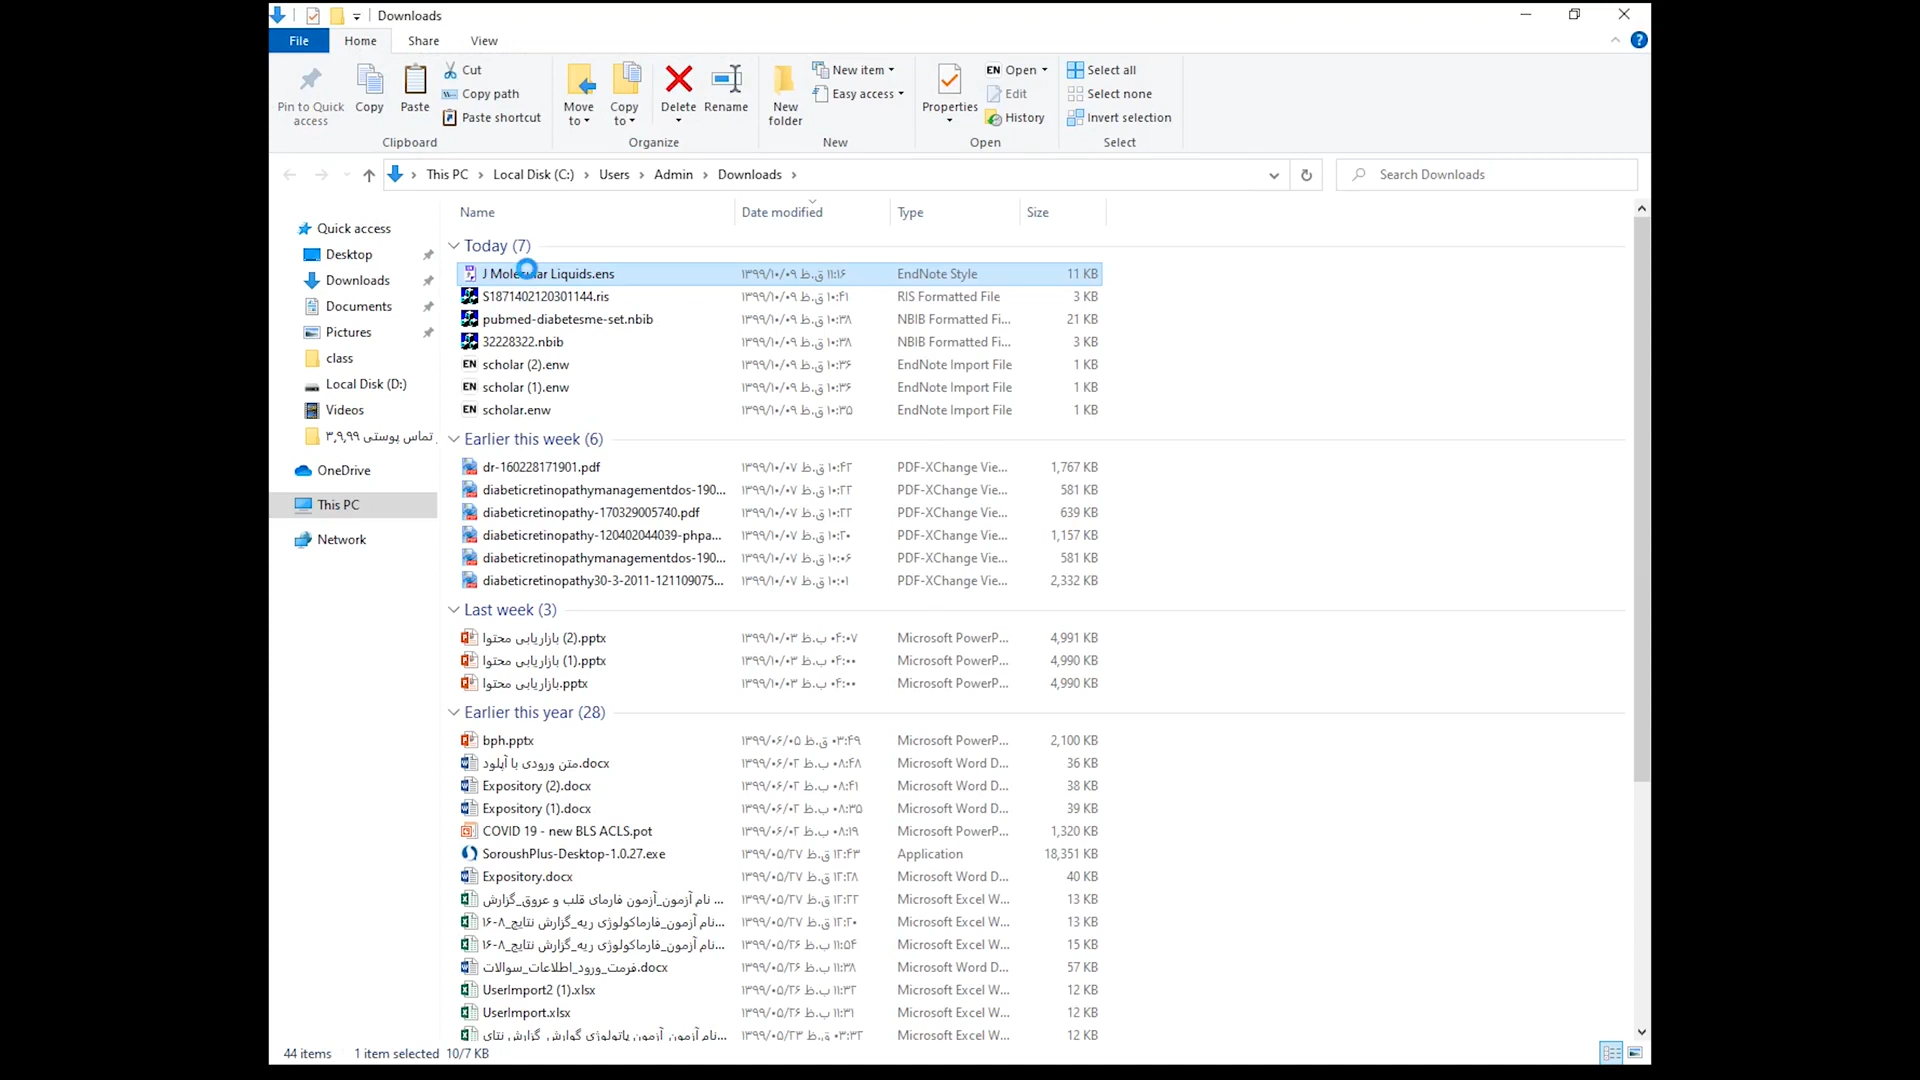 Downloads
File Home Share View
Pin to Quick access
Copy
Paste
Cut
Copy path
Paste shortcut
Clipboard
Move to
Copy to
Delete
Rename
Organize
New folder
New item
Easy access
New
Properties
EN Open
Edit
History
Open
Select all
Select none
Invert selection
Select
This PC › Local Disk (C:) › Users › Admin › Downloads ›
Search Downloads
Quick access
Desktop
Downloads
Documents
Pictures
class
Local Disk (D:)
Videos
تماس پوستی ۳,۹,۹۹
OneDrive
This PC
Network
Name Date modified Type Size
Today (7)
J Molecular Liquids.ens ۱۳۹۹/۱۰/۰۹ ق.ظ ۱۱:۱۶ EndNote Style 11 KB
S1871402120301144.ris ۱۳۹۹/۱۰/۰۹ ق.ظ ۱۰:۴۱ RIS Formatted File 3 KB
pubmed-diabetesme-set.nbib ۱۳۹۹/۱۰/۰۹ ق.ظ ۱۰:۳۸ NBIB Formatted Fi... 21 KB
32228322.nbib ۱۳۹۹/۱۰/۰۹ ق.ظ ۱۰:۳۸ NBIB Formatted Fi... 3 KB
EN scholar (2).enw ۱۳۹۹/۱۰/۰۹ ق.ظ ۱۰:۳۶ EndNote Import File 1 KB
EN scholar (1).enw ۱۳۹۹/۱۰/۰۹ ق.ظ ۱۰:۳۶ EndNote Import File 1 KB
EN scholar.enw ۱۳۹۹/۱۰/۰۹ ق.ظ ۱۰:۳۵ EndNote Import File 1 KB
Earlier this week (6)
dr-160228171901.pdf ۱۳۹۹/۱۰/۰۷ ق.ظ ۱۰:۴۲ PDF-XChange Vie... 1,767 KB
diabeticretinopathymanagementdos-190... ۱۳۹۹/۱۰/۰۷ ق.ظ ۱۰:۲۲ PDF-XChange Vie... 581 KB
diabeticretinopathy-170329005740.pdf ۱۳۹۹/۱۰/۰۷ ق.ظ ۱۰:۲۲ PDF-XChange Vie... 639 KB
diabeticretinopathy-120402044039-phpa... ۱۳۹۹/۱۰/۰۷ ق.ظ ۱۰:۲۰ PDF-XChange Vie... 1,157 KB
diabeticretinopathymanagementdos-190... ۱۳۹۹/۱۰/۰۷ ق.ظ ۱۰:۰۶ PDF-XChange Vie... 581 KB
diabeticretinopathy30-3-2011-121109075... ۱۳۹۹/۱۰/۰۷ ق.ظ ۱۰:۰۱ PDF-XChange Vie... 2,332 KB
Last week (3)
بازاریابی محتوا (2).pptx ۱۳۹۹/۱۰/۰۳ ب.ظ ۰۴:۰۷ Microsoft PowerP... 4,991 KB
بازاریابی محتوا (1).pptx ۱۳۹۹/۱۰/۰۳ ب.ظ ۰۴:۰۰ Microsoft PowerP... 4,990 KB
بازاریابی محتوا.pptx ۱۳۹۹/۱۰/۰۳ ب.ظ ۰۴:۰۰ Microsoft PowerP... 4,990 KB
Earlier this year (28)
bph.pptx ۱۳۹۹/۰۶/۰۵ ق.ظ ۰۳:۴۹ Microsoft PowerP... 2,100 KB
متن ورودی با آپلود.docx ۱۳۹۹/۰۶/۰۲ ب.ظ ۰۸:۴۸ Microsoft Word D... 36 KB
Expository (2).docx ۱۳۹۹/۰۶/۰۲ ب.ظ ۰۸:۴۱ Microsoft Word D... 38 KB
Expository (1).docx ۱۳۹۹/۰۶/۰۲ ب.ظ ۰۸:۳۵ Microsoft Word D... 39 KB
COVID 19 - new BLS ACLS.pot ۱۳۹۹/۰۶/۰۲ ب.ظ ۰۸:۱۹ Microsoft PowerP... 1,320 KB
SoroushPlus-Desktop-1.0.27.exe ۱۳۹۹/۰۵/۲۷ ق.ظ ۱۲:۴۳ Application 18,351 KB
Expository.docx ۱۳۹۹/۰۵/۲۷ ق.ظ ۱۲:۲۸ Microsoft Word D... 40 KB
نام آزمون_آزمون فارمای قلب و عروق_گزارش ... ۱۳۹۹/۰۵/۲۷ ق.ظ ۱۲:۲۲ Microsoft Excel W... 13 KB
نام آزمون_فارماکولوژی ریه_گزارش نتایج_۸-۱۶... ۱۳۹۹/۰۵/۲۷ ق.ظ ۱۲:۲۰ Microsoft Excel W... 13 KB
نام آزمون_فارماکولوژی ریه_گزارش نتایج_۸-۱۶... ۱۳۹۹/۰۵/۲۶ ب.ظ ۱۱:۵۴ Microsoft Excel W... 15 KB
فرمت_ورود_اطلاعات_سوالات.docx ۱۳۹۹/۰۵/۲۶ ب.ظ ۱۱:۳۸ Microsoft Word D... 57 KB
UserImport2 (1).xlsx ۱۳۹۹/۰۵/۲۶ ب.ظ ۱۱:۳۲ Microsoft Excel W... 12 KB
UserImport.xlsx ۱۳۹۹/۰۵/۲۶ ب.ظ ۱۱:۳۱ Microsoft Excel W... 12 KB
نام آزمون_آزمون پاتولوژی گوارش_گزارش نتای... ۱۳۹۹/۰۵/۲۳ ق.ظ ۰۳:۳۲ Microsoft Excel W... 12 KB
44 items 1 item selected 10/7 KB